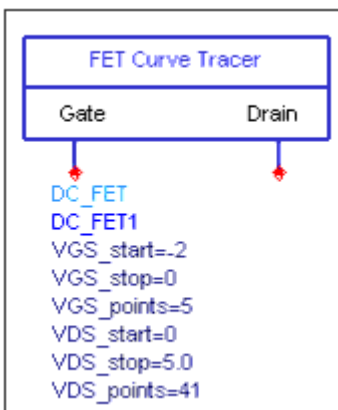 FET Curve Tracer
Gate Drain
DC_FET
DC_FET1
VGS_start=-2
VGS_stop=0
VGS_points=5
VDS_start=0
VDS_stop=5.0
VDS_points=41